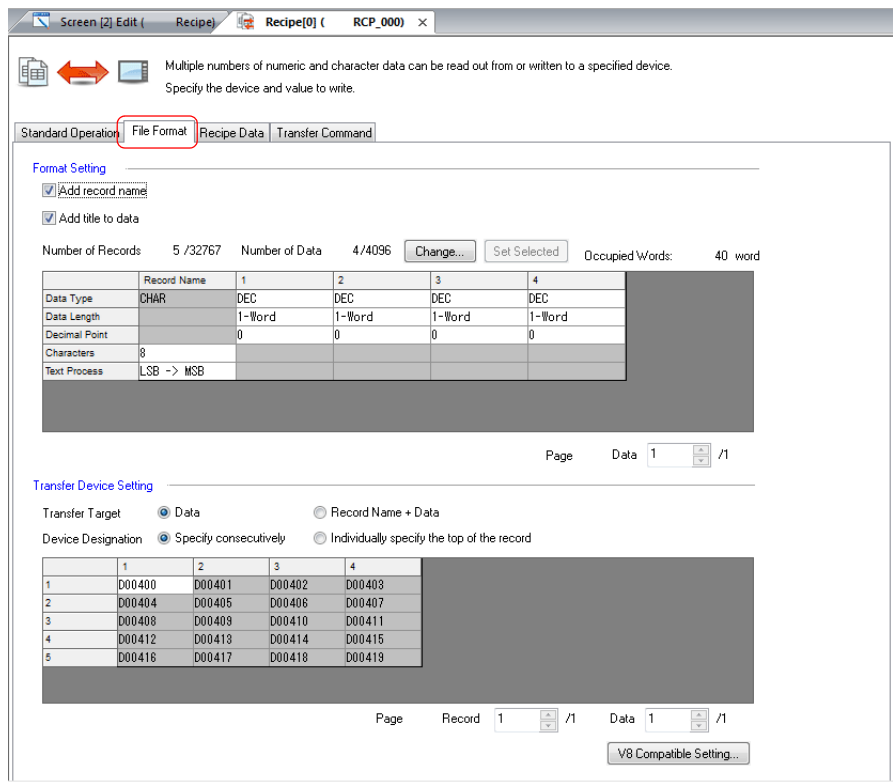 Screen [2] Edit ( Recipe) Recipe[0] ( RCP_000) ×
Multiple numbers of numeric and character data can be read out from or written to a specified device.
Specify the device and value to write.
Standard Operation File Format Recipe Data Transfer Command
Format Setting
Add record name
Add title to data
Number of Records 5 /32767 Number of Data 4/4096 Change... Set Selected Occupied Words: 40 word
Record Name 1 2 3 4
Data Type CHAR DEC DEC DEC DEC
Data Length 1-Word 1-Word 1-Word 1-Word
Decimal Point 0 0 0 0
Characters 8
Text Process LSB -> MSB
Page Data 1 /1
Transfer Device Setting
Transfer Target Data Record Name + Data
Device Designation Specify consecutively Individually specify the top of the record
1 2 3 4
1 D00400 D00401 D00402 D00403
2 D00404 D00405 D00406 D00407
3 D00408 D00409 D00410 D00411
4 D00412 D00413 D00414 D00415
5 D00416 D00417 D00418 D00419
Page Record 1 /1 Data 1 /1
V8 Compatible Setting...